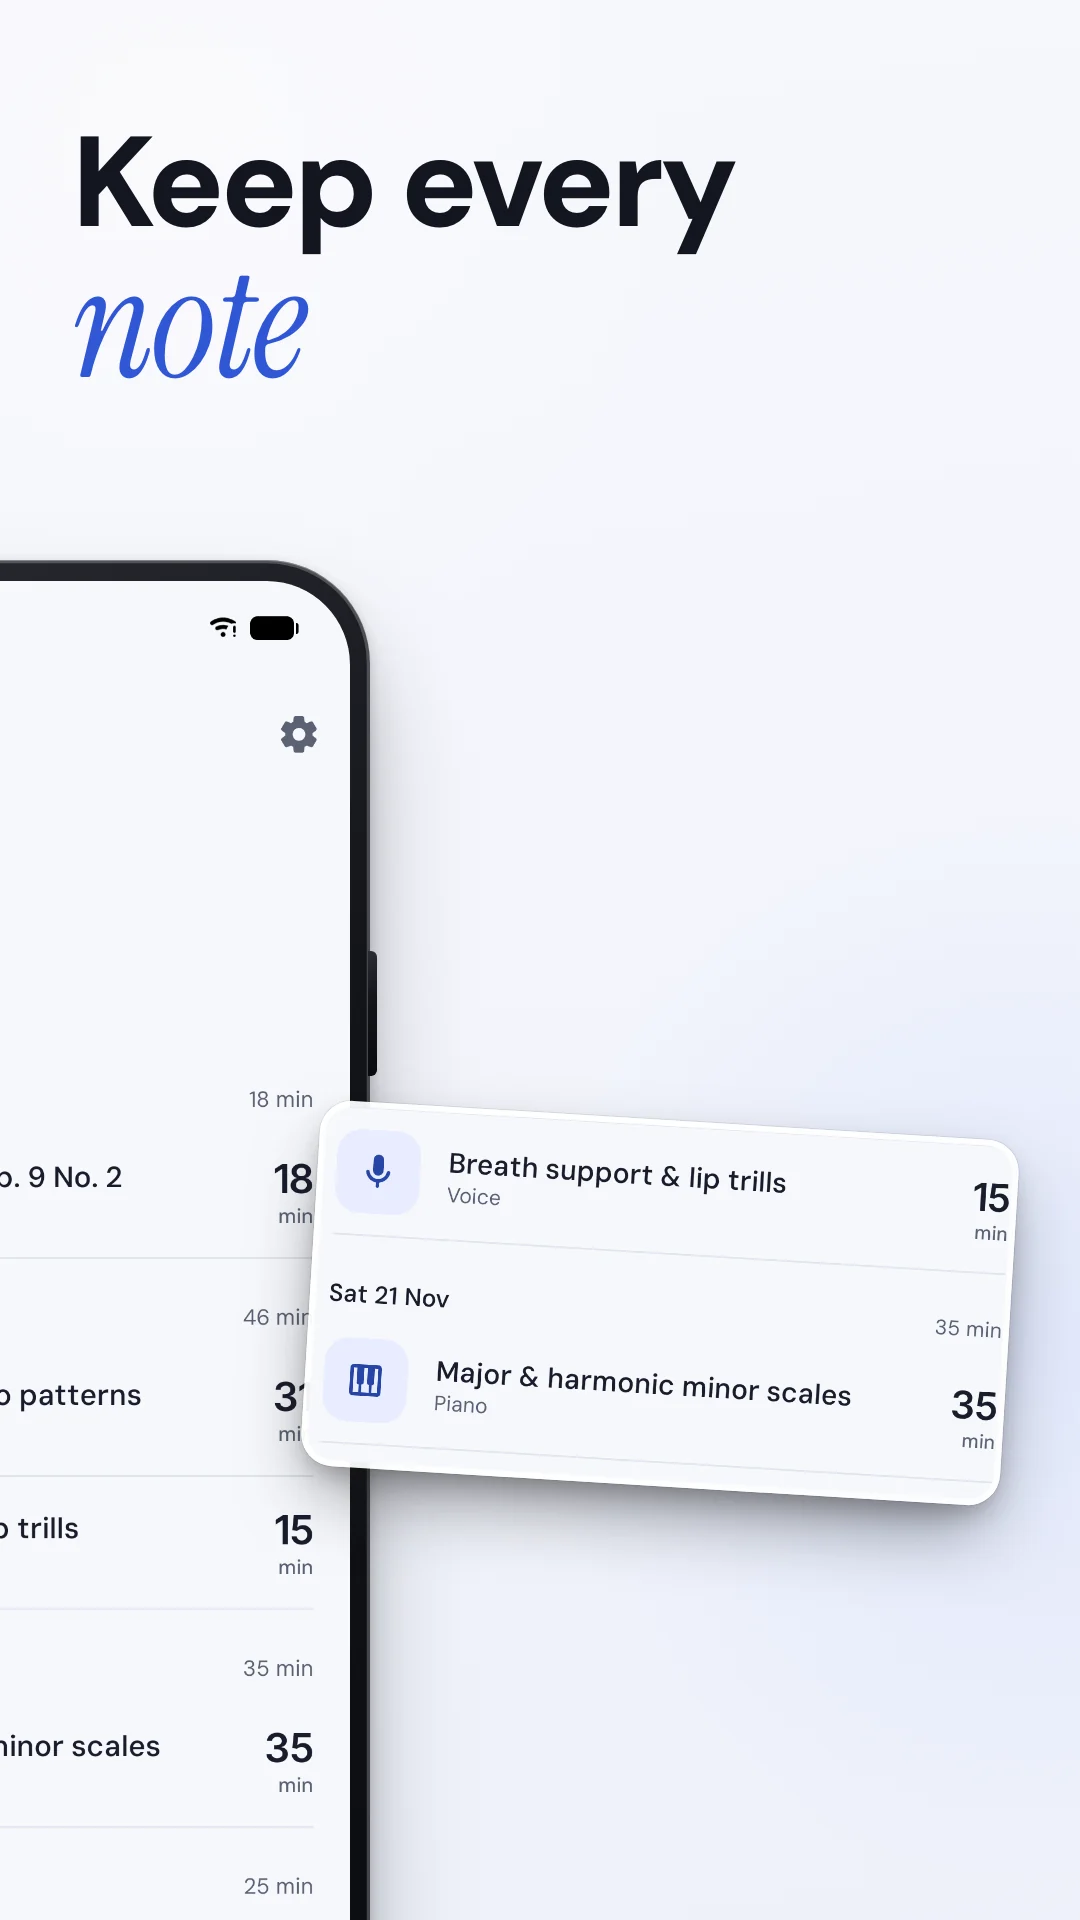 Keep every
note
18 min
o. 9 No. 2
18
min
46 min
o patterns
31
min
o trills
15
min
35 min
minor scales
35
min
25 min
Breath support & lip trills
Voice
15
min
Sat 21 Nov
35 min
Major & harmonic minor scales
Piano
35
min